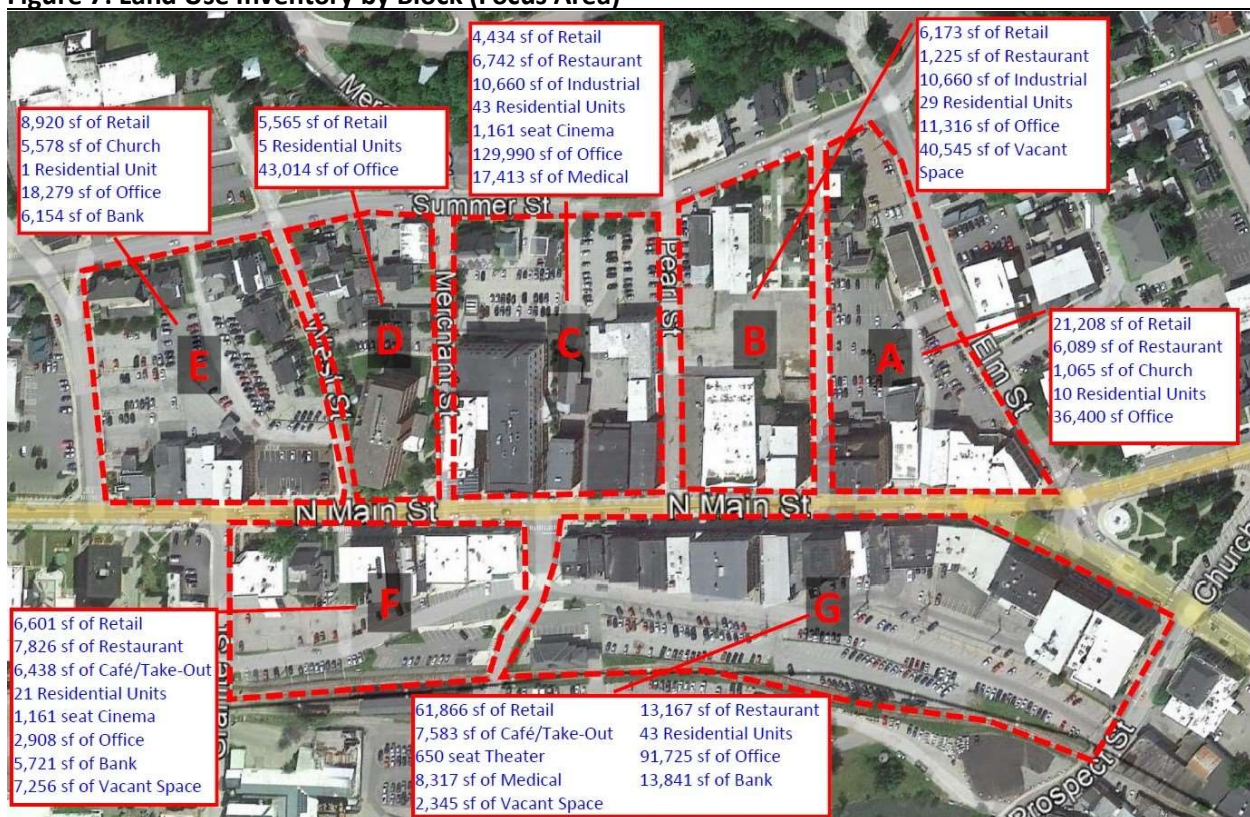 Figure 7: Land Use Inventory by Block (Focus Area)
4,434 sf of Retail
6,742 sf of Restaurant
10,660 sf of Industrial
43 Residential Units
1,161 seat Cinema
129,990 sf of Office
17,413 sf of Medical
6,173 sf of Retail
1,225 sf of Restaurant
10,660 sf of Industrial
29 Residential Units
11,316 sf of Office
40,545 sf of Vacant
Space
8,920 sf of Retail
5,578 sf of Church
1 Residential Unit
18,279 sf of Office
6,154 sf of Bank
5,565 sf of Retail
5 Residential Units
43,014 sf of Office
Summer St
Merchant St
Pearl St
West St
Elm St
E
D
C
B
A
21,208 sf of Retail
6,089 sf of Restaurant
1,065 sf of Church
10 Residential Units
36,400 sf Office
N Main St
N Main St
Church
F
G
6,601 sf of Retail
7,826 sf of Restaurant
6,438 sf of Café/Take-Out
21 Residential Units
1,161 seat Cinema
2,908 sf of Office
5,721 sf of Bank
7,256 sf of Vacant Space
61,866 sf of Retail
7,583 sf of Café/Take-Out
650 seat Theater
8,317 sf of Medical
2,345 sf of Vacant Space
13,167 sf of Restaurant
43 Residential Units
91,725 sf of Office
13,841 sf of Bank
Prospect St